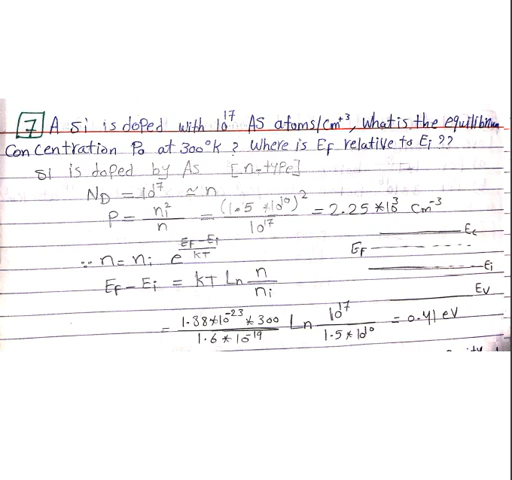 7 A Si is doped with 10^17 AS atoms/cm^+3, what is the equilibrium
Concentration Po at 300°K ? Where is EF relative to Ei ??
Si is doped by As [n-type]
ND = 10^17 ≃ n
P = ni^2/n = (1.5 *10^10)^2/10^17 = 2.25 *10^3 Cm^-3
∵ n = ni e^((EF-Ei)/KT)
Ec
EF
Ei
Ev
EF - Ei = KT Ln n/ni
= (1.38*10^-23 * 300)/(1.6 * 10^-19) Ln 10^17/(1.5 * 10^10) = 0.41 eV